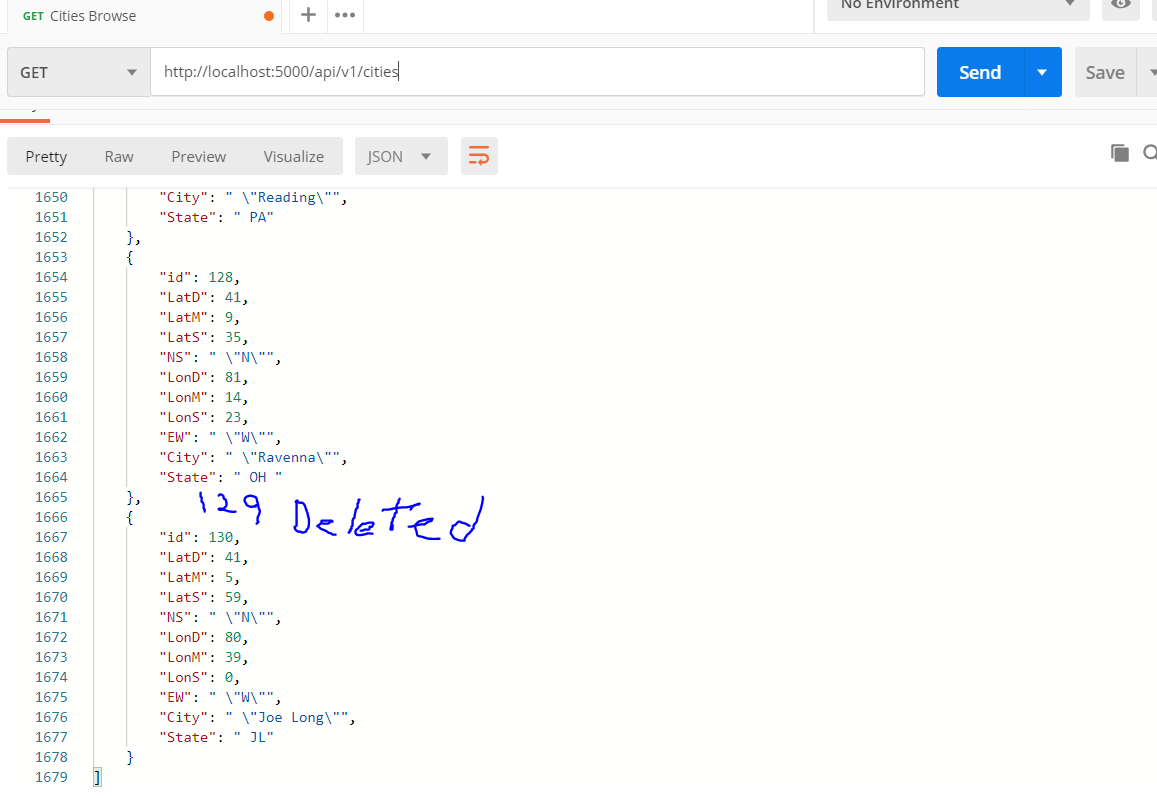 GET Cities Browse
No Environment
GET http://localhost:5000/api/v1/cities Send Save
Pretty Raw Preview Visualize JSON
1650 "City": " \"Reading\"",
1651 "State": " PA"
1652 },
1653 {
1654 "id": 128,
1655 "LatD": 41,
1656 "LatM": 9,
1657 "LatS": 35,
1658 "NS": " \"N\"",
1659 "LonD": 81,
1660 "LonM": 14,
1661 "LonS": 23,
1662 "EW": " \"W\"",
1663 "City": " \"Ravenna\"",
1664 "State": " OH "
1665 },
129 Deleted
1666 {
1667 "id": 130,
1668 "LatD": 41,
1669 "LatM": 5,
1670 "LatS": 59,
1671 "NS": " \"N\"",
1672 "LonD": 80,
1673 "LonM": 39,
1674 "LonS": 0,
1675 "EW": " \"W\"",
1676 "City": " \"Joe Long\"",
1677 "State": " JL"
1678 }
1679 ]